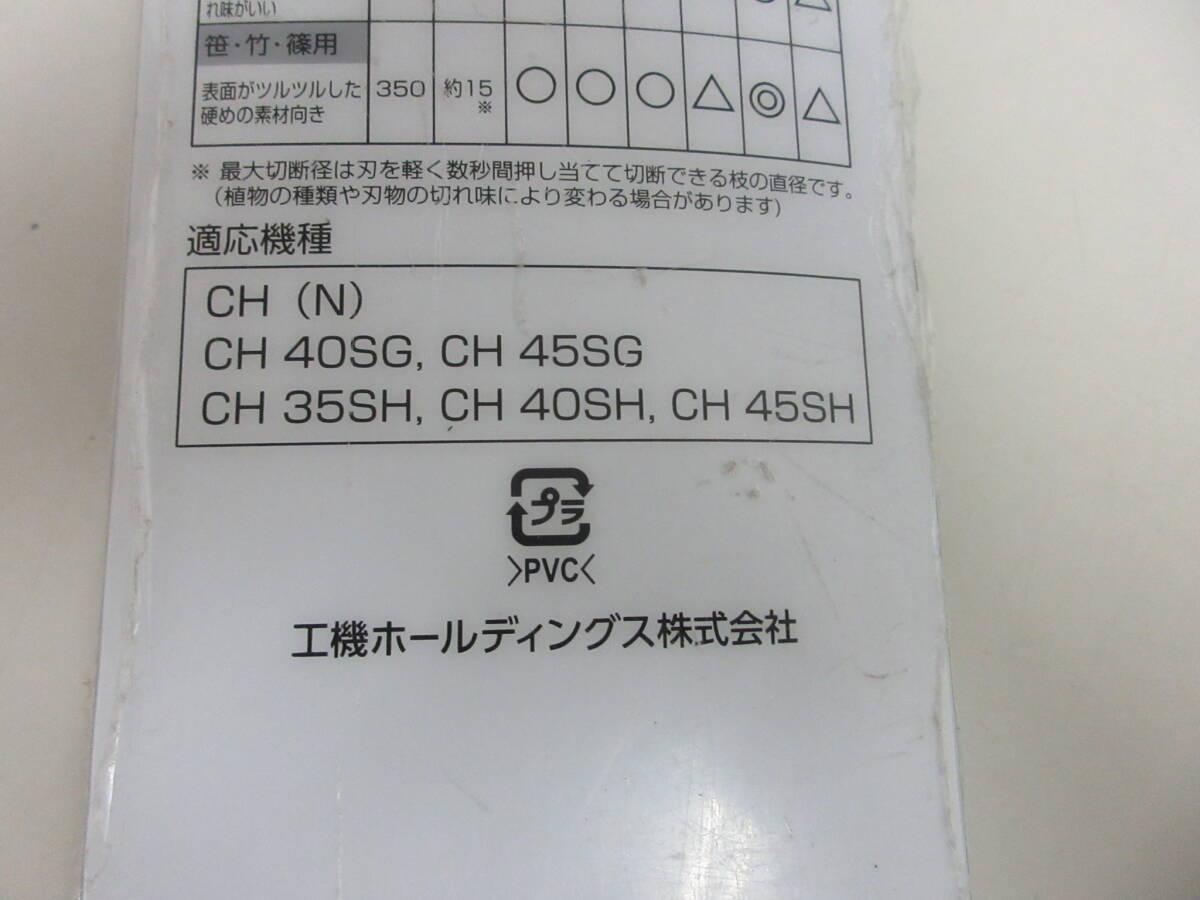 れ味がいい
笹・竹・篠用
表面がツルツルした 350 約15 ○ ○ ○ △ ◎ △
硬めの素材向き ※
※ 最大切断径は刃を軽く数秒間押し当てて切断できる枝の直径です。
（植物の種類や刃物の切れ味により変わる場合があります）
適応機種
CH（N）
CH 40SG, CH 45SG
CH 35SH, CH 40SH, CH 45SH
プラ
>PVC<
工機ホールディングス株式会社